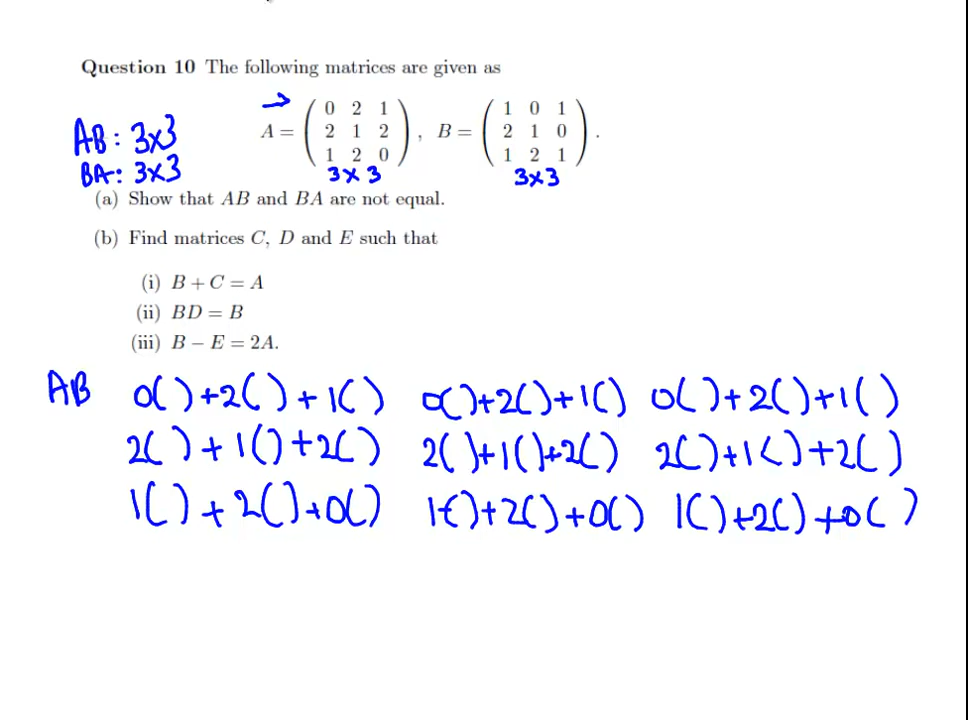 Question 10 The following matrices are given as
AB: 3x3
BA: 3x3
A = ( 0 2 1 ; 2 1 2 ; 1 2 0 ) , B = ( 1 0 1 ; 2 1 0 ; 1 2 1 ) .
3 x 3 3x3
(a) Show that AB and BA are not equal.
(b) Find matrices C, D and E such that
(i) B + C = A
(ii) BD = B
(iii) B − E = 2A.
AB 0( )+2( )+1( ) 0( )+2( )+1( ) 0( )+2( )+1( )
2( )+1( )+2( ) 2( )+1( )+2( ) 2( )+1( )+2( )
1( )+2( )+0( ) 1( )+2( )+0( ) 1( )+2( )+0( )